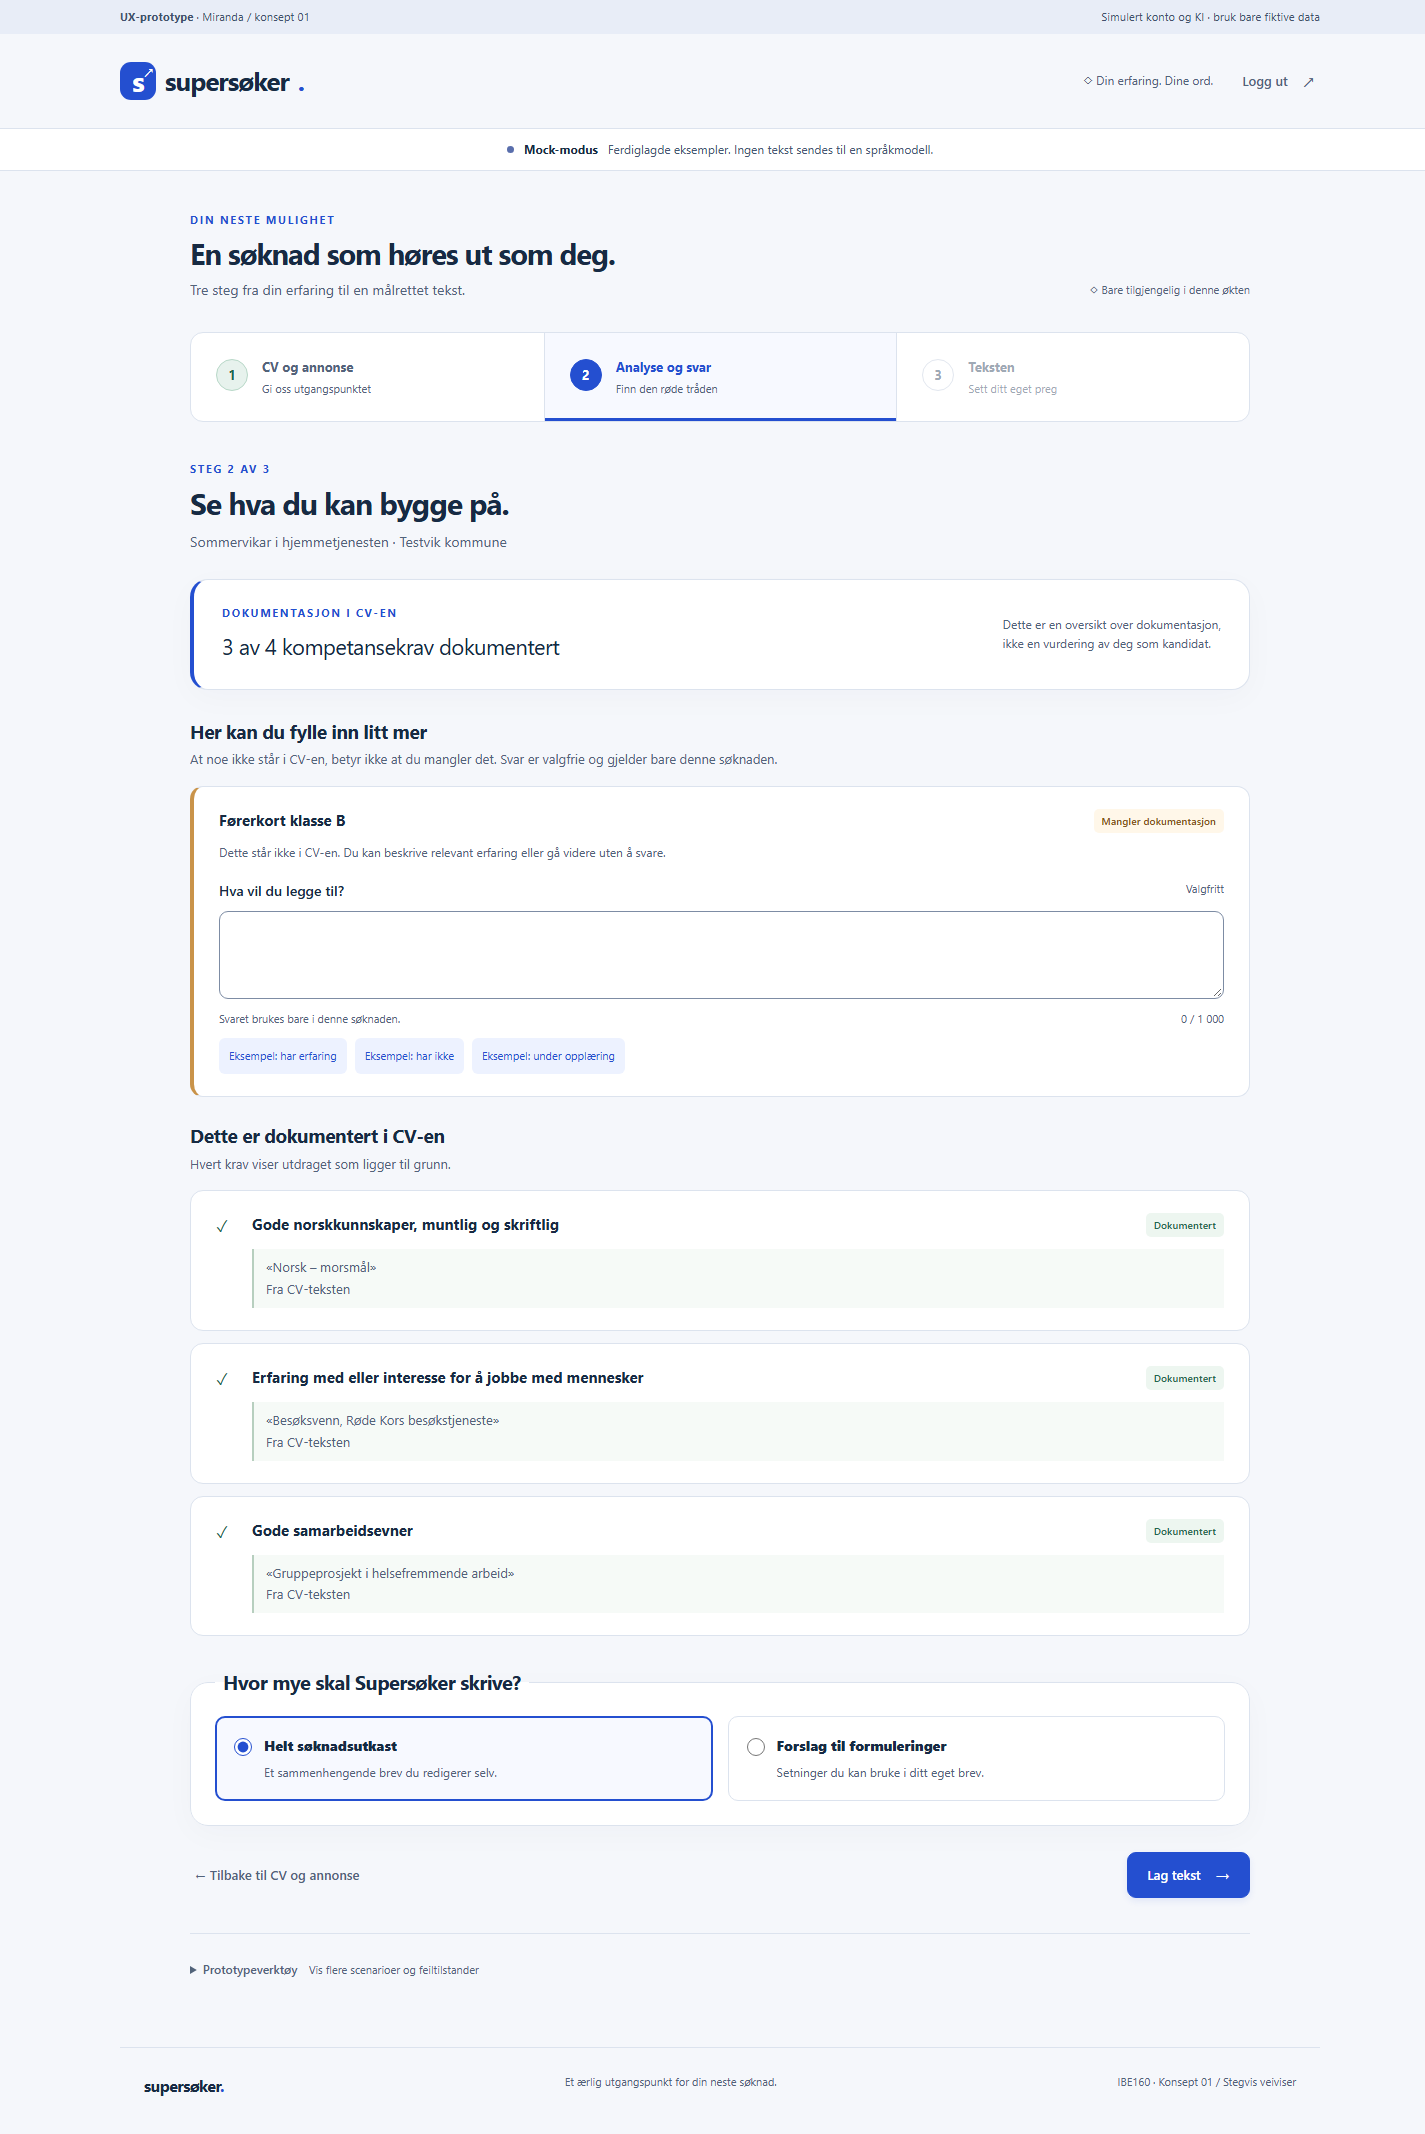 UX-prototype · Miranda / konsept 01
Simulert konto og KI · bruk bare fiktive data
s↗ supersøker.
◇ Din erfaring. Dine ord.
Logg ut ↗
Mock-modus Ferdiglagde eksempler. Ingen tekst sendes til en språkmodell.
DIN NESTE MULIGHET
En søknad som høres ut som deg.
Tre steg fra din erfaring til en målrettet tekst.
◇ Bare tilgjengelig i denne økten
1 CV og annonse
Gi oss utgangspunktet
2 Analyse og svar
Finn den røde tråden
3 Teksten
Sett ditt eget preg
STEG 2 AV 3
Se hva du kan bygge på.
Sommervikar i hjemmetjenesten · Testvik kommune
DOKUMENTASJON I CV-EN
3 av 4 kompetansekrav dokumentert
Dette er en oversikt over dokumentasjon,
ikke en vurdering av deg som kandidat.
Her kan du fylle inn litt mer
At noe ikke står i CV-en, betyr ikke at du mangler det. Svar er valgfrie og gjelder bare denne søknaden.
Førerkort klasse B
Mangler dokumentasjon
Dette står ikke i CV-en. Du kan beskrive relevant erfaring eller gå videre uten å svare.
Hva vil du legge til?
Valgfritt
Svaret brukes bare i denne søknaden.
0 / 1 000
Eksempel: har erfaring
Eksempel: har ikke
Eksempel: under opplæring
Dette er dokumentert i CV-en
Hvert krav viser utdraget som ligger til grunn.
✓ Gode norskkunnskaper, muntlig og skriftlig
Dokumentert
«Norsk – morsmål»
Fra CV-teksten
✓ Erfaring med eller interesse for å jobbe med mennesker
Dokumentert
«Besøksvenn, Røde Kors besøkstjeneste»
Fra CV-teksten
✓ Gode samarbeidsevner
Dokumentert
«Gruppeprosjekt i helsefremmende arbeid»
Fra CV-teksten
Hvor mye skal Supersøker skrive?
Helt søknadsutkast
Et sammenhengende brev du redigerer selv.
Forslag til formuleringer
Setninger du kan bruke i ditt eget brev.
← Tilbake til CV og annonse
Lag tekst →
▶ Prototypeverktøy Vis flere scenarioer og feiltilstander
supersøker.
Et ærlig utgangspunkt for din neste søknad.
IBE160 · Konsept 01 / Stegvis veiviser